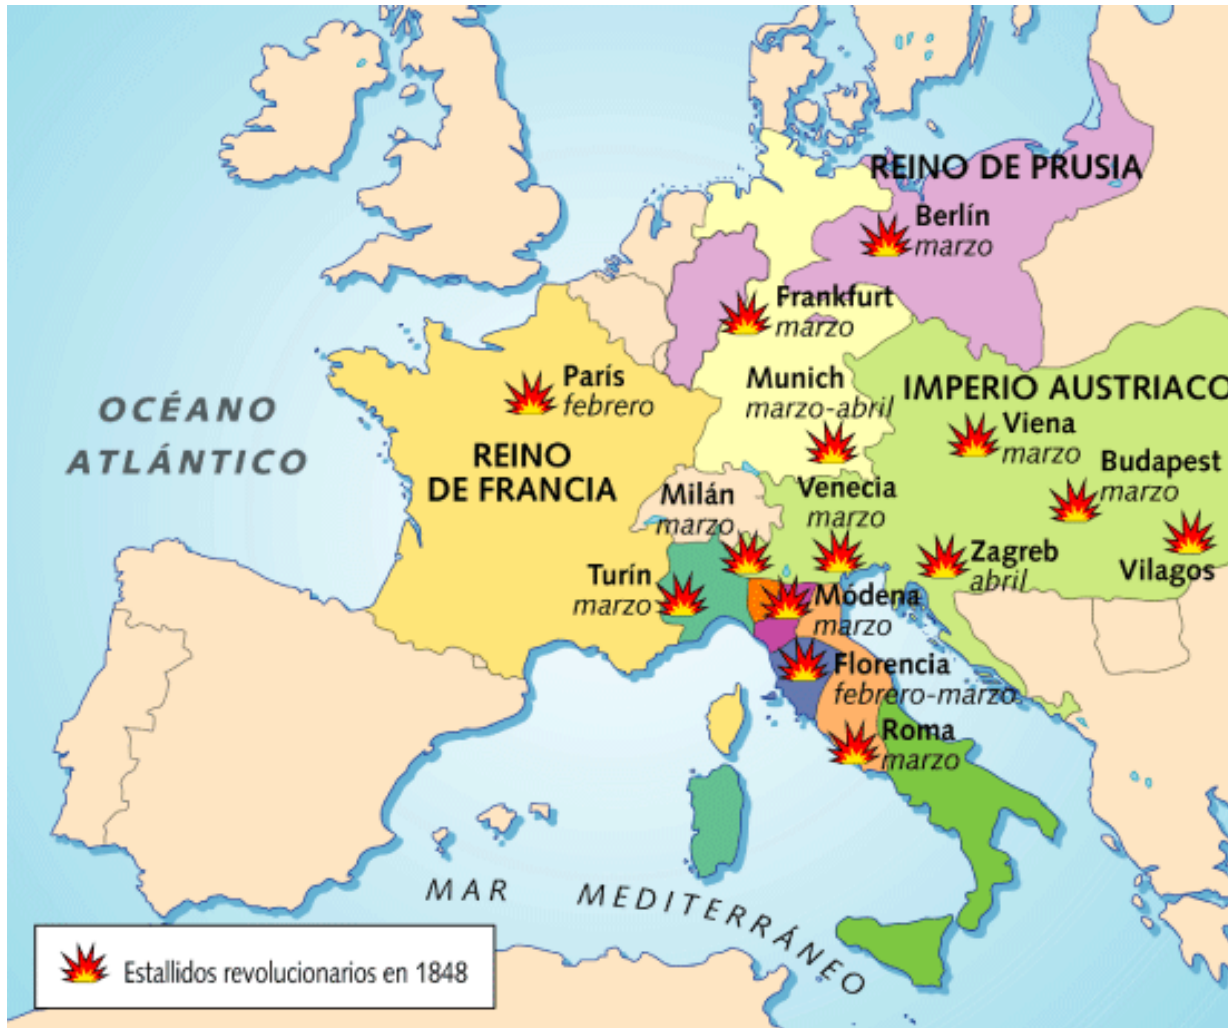 REINO DE PRUSIA
Berlín
marzo
Frankfurt
marzo
París
febrero
Munich
marzo-abril
IMPERIO AUSTRIACO
OCÉANO
ATLÁNTICO
Viena
marzo
REINO
DE FRANCIA
Budapest
marzo
Milán
marzo
Venecia
marzo
Zagreb
abril
Vilagos
Turín
marzo
Módena
marzo
Florencia
febrero-marzo
Roma
marzo
MAR MEDITERRÁNEO
Estallidos revolucionarios en 1848